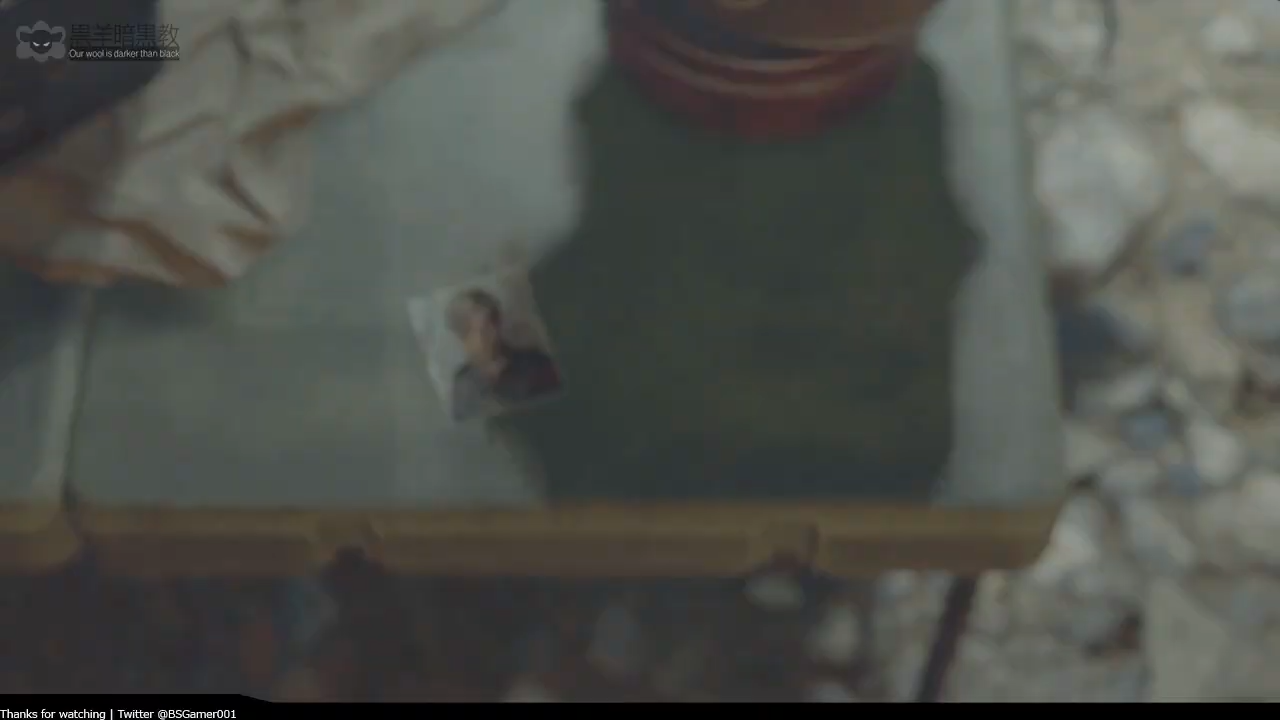 黑羊暗黑教
Our wool is darker than black
Thanks for watching | Twitter @BSGamer001